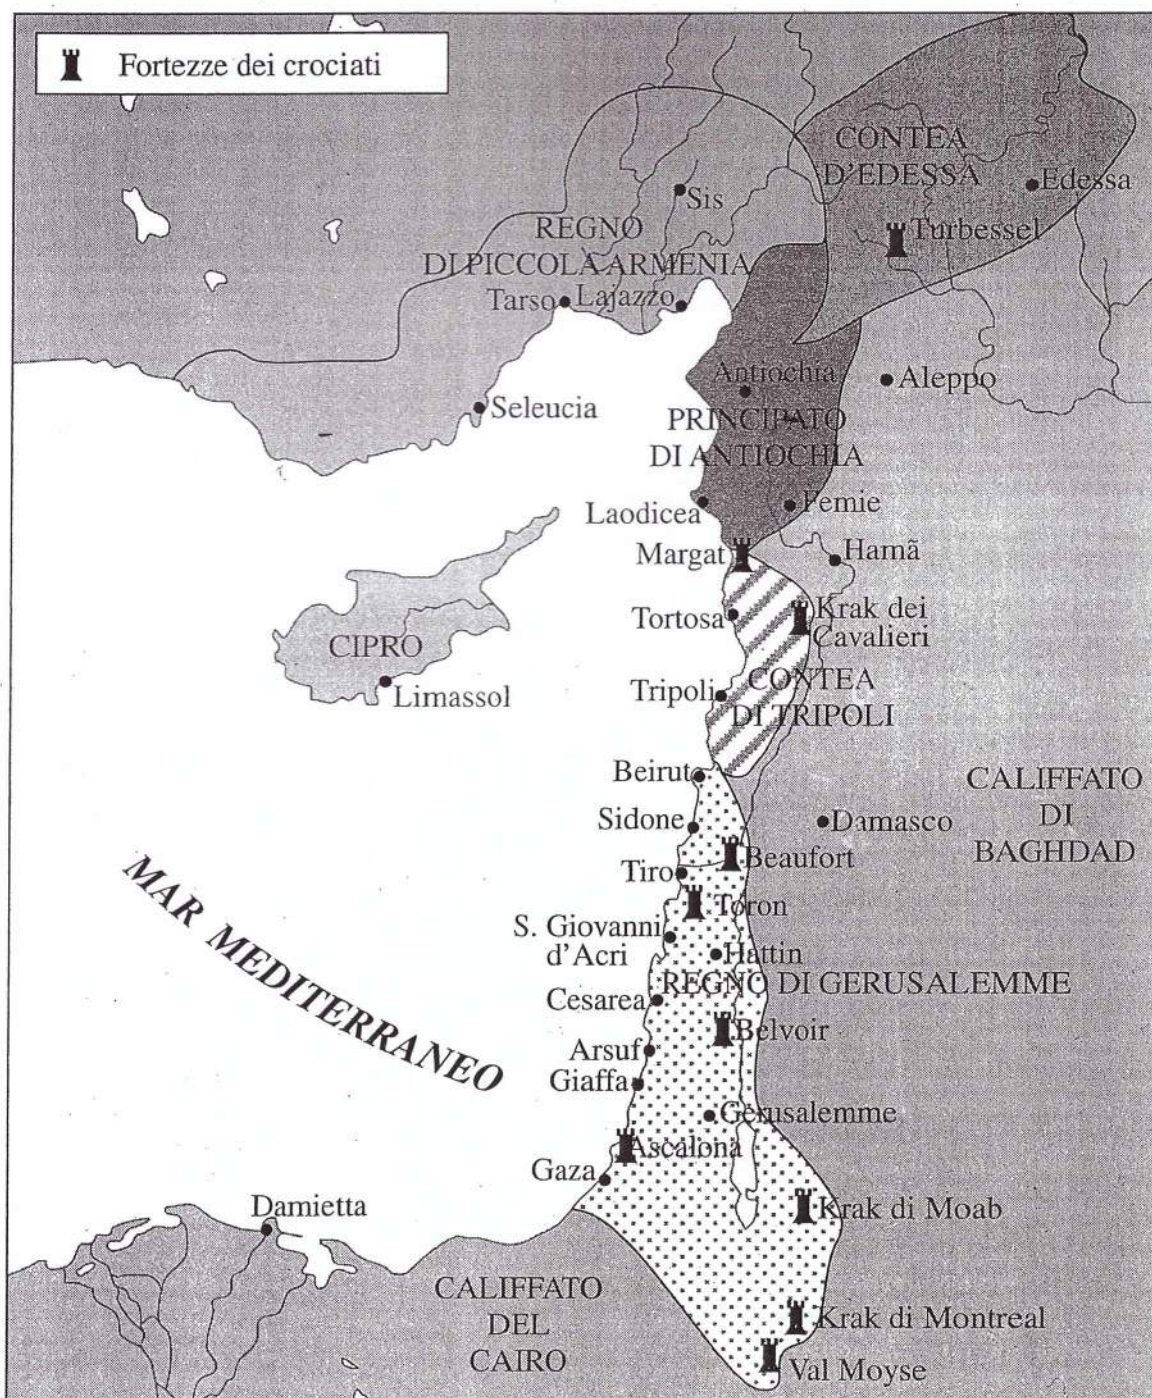 Fortezze dei crociati
CONTEA
D'EDESSA
Edessa
Sis
Turbessel
REGNO
DI PICCOLA ARMENIA
Tarso
Lajazzo
Antiochia
Aleppo
Seleucia
PRINCIPATO
DI ANTIOCHIA
Laodicea
Femie
Margat
Hamã
Tortosa
Krak dei
Cavalieri
CIPRO
Limassol
Tripoli
CONTEA
DI TRIPOLI
Beirut
CALIFFATO
DI
BAGHDAD
Sidone
Damasco
Beaufort
Tiro
Toron
S. Giovanni
d'Acri
Hattin
MAR MEDITERRANEO
REGNO DI GERUSALEMME
Cesarea
Belvoir
Arsuf
Giaffa
Gerusalemme
Ascalona
Gaza
Damietta
Krak di Moab
CALIFFATO
DEL
CAIRO
Krak di Montreal
Val Moyse